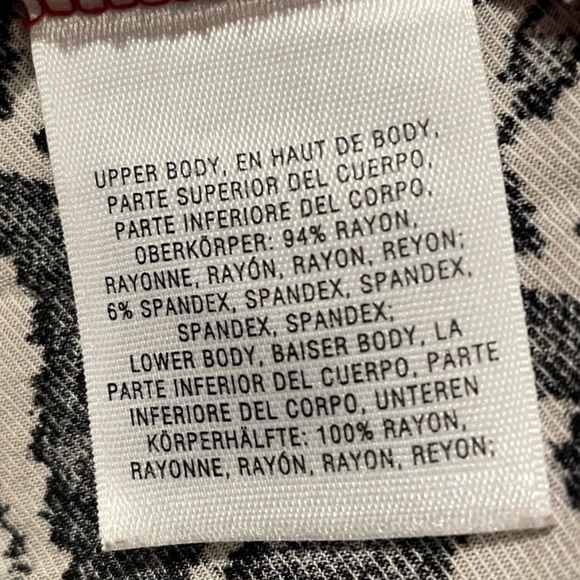 UPPER BODY, EN HAUT DE BODY,
PARTE SUPERIOR DEL CUERPO,
PARTE INFERIORE DEL CORPO,
OBERKÖRPER: 94% RAYON,
RAYONNE, RAYÓN, RAYON, REYON;
6% SPANDEX, SPANDEX, SPANDEX,
SPANDEX, SPANDEX;
LOWER BODY, BAISER BODY, LA
PARTE INFERIOR DEL CUERPO, PARTE
INFERIORE DEL CORPO, UNTEREN
KÖRPERHÄLFTE: 100% RAYON,
RAYONNE, RAYÓN, RAYON, REYON;